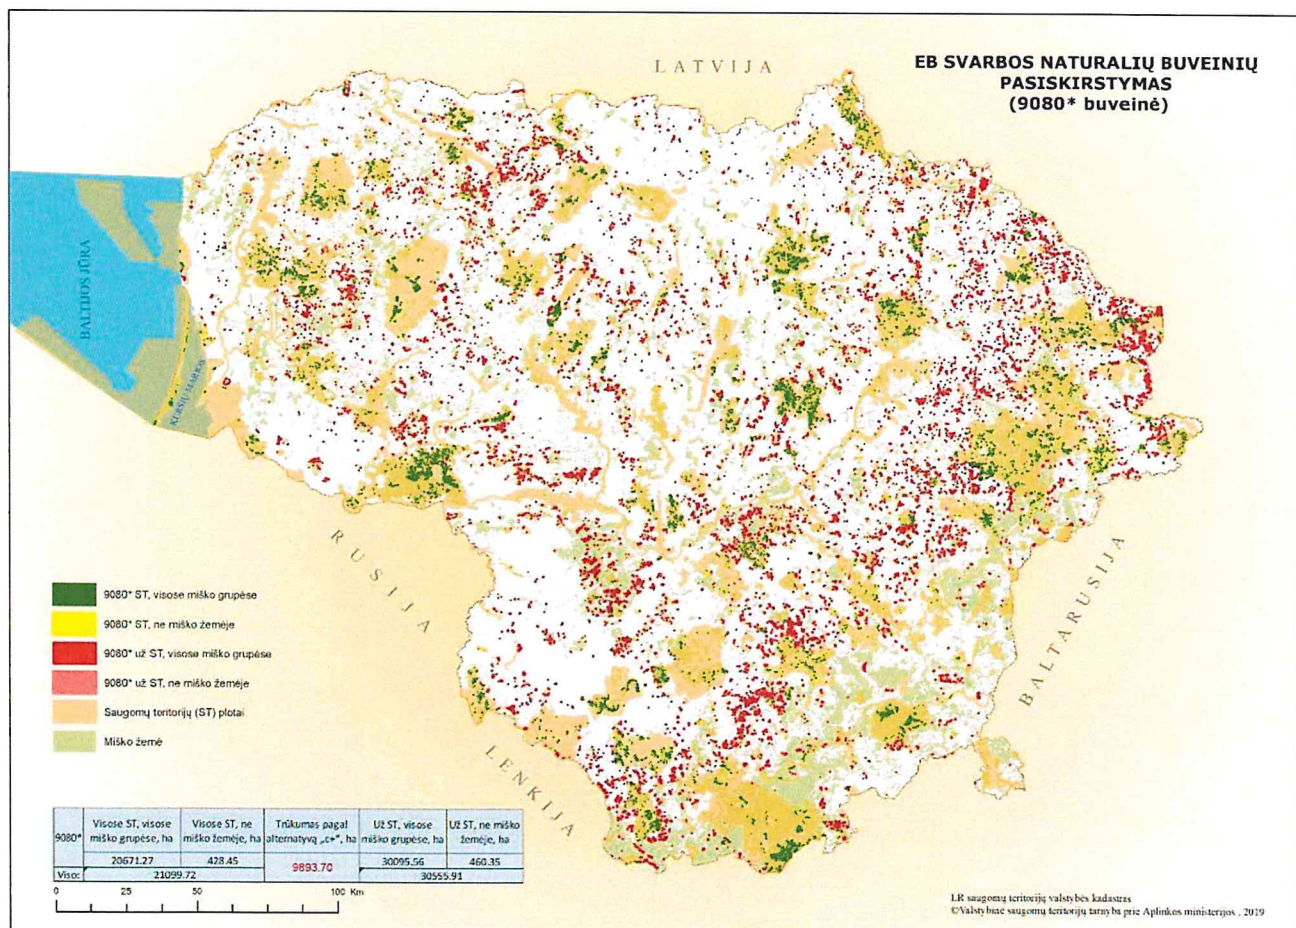 EB SVARBOS NATURALIŲ BUVEINIŲ
PASISKIRSTYMAS
(9080* buveinė)
LATVIJA
BALTIJOS JŪRA
KURŠIŲ MARIOS
RUSIJA
LENKIJA
BALTARUSIJA
9080* ST, visose miško grupėse
9080* ST, ne miško žemėje
9080* už ST, visose miško grupėse
9080* už ST, ne miško žemėje
Saugomų teritorijų (ST) plotai
Miško žemė
9080* Visose ST, visose miško grupėse, ha Visose ST, ne miško žemėje, ha Trūkumas pagal alternatyvą „c+", ha Už ST, visose miško grupėse, ha Už ST, ne miško žemėje, ha
20671.27 428.45 9893.70 30095.56 460.35
Viso: 21099.72 30555.91
0 25 50 100 Km
LR saugomų teritorijų valstybės kadastras
©Valstybinė saugomų teritorijų tarnyba prie Aplinkos ministerijos , 2019